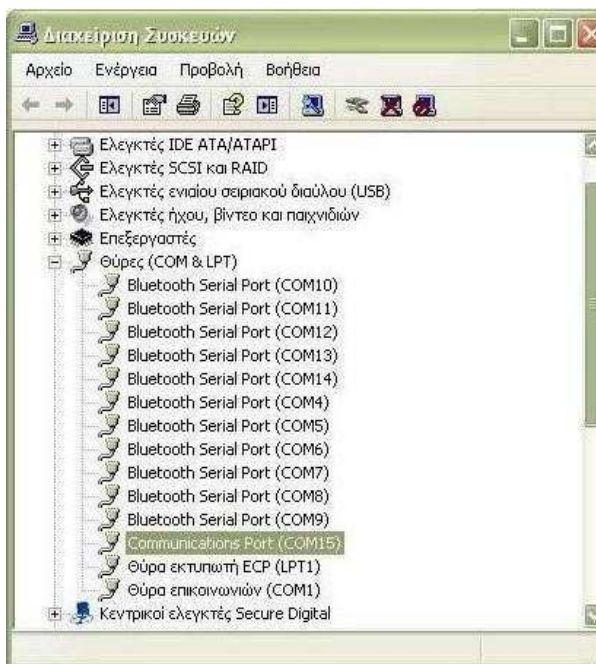 Διαχείριση Συσκευών
Αρχείο Ενέργεια Προβολή Βοήθεια
Ελεγκτές IDE ATA/ATAPI
Ελεγκτές SCSI και RAID
Ελεγκτές ενιαίου σειριακού διαύλου (USB)
Ελεγκτές ήχου, βίντεο και παιχνιδιών
Επεξεργαστές
Θύρες (COM & LPT)
Bluetooth Serial Port (COM10)
Bluetooth Serial Port (COM11)
Bluetooth Serial Port (COM12)
Bluetooth Serial Port (COM13)
Bluetooth Serial Port (COM14)
Bluetooth Serial Port (COM4)
Bluetooth Serial Port (COM5)
Bluetooth Serial Port (COM6)
Bluetooth Serial Port (COM7)
Bluetooth Serial Port (COM8)
Bluetooth Serial Port (COM9)
Communications Port (COM15)
Θύρα εκτυπωτή ECP (LPT1)
Θύρα επικοινωνιών (COM1)
Κεντρικοί ελεγκτές Secure Digital